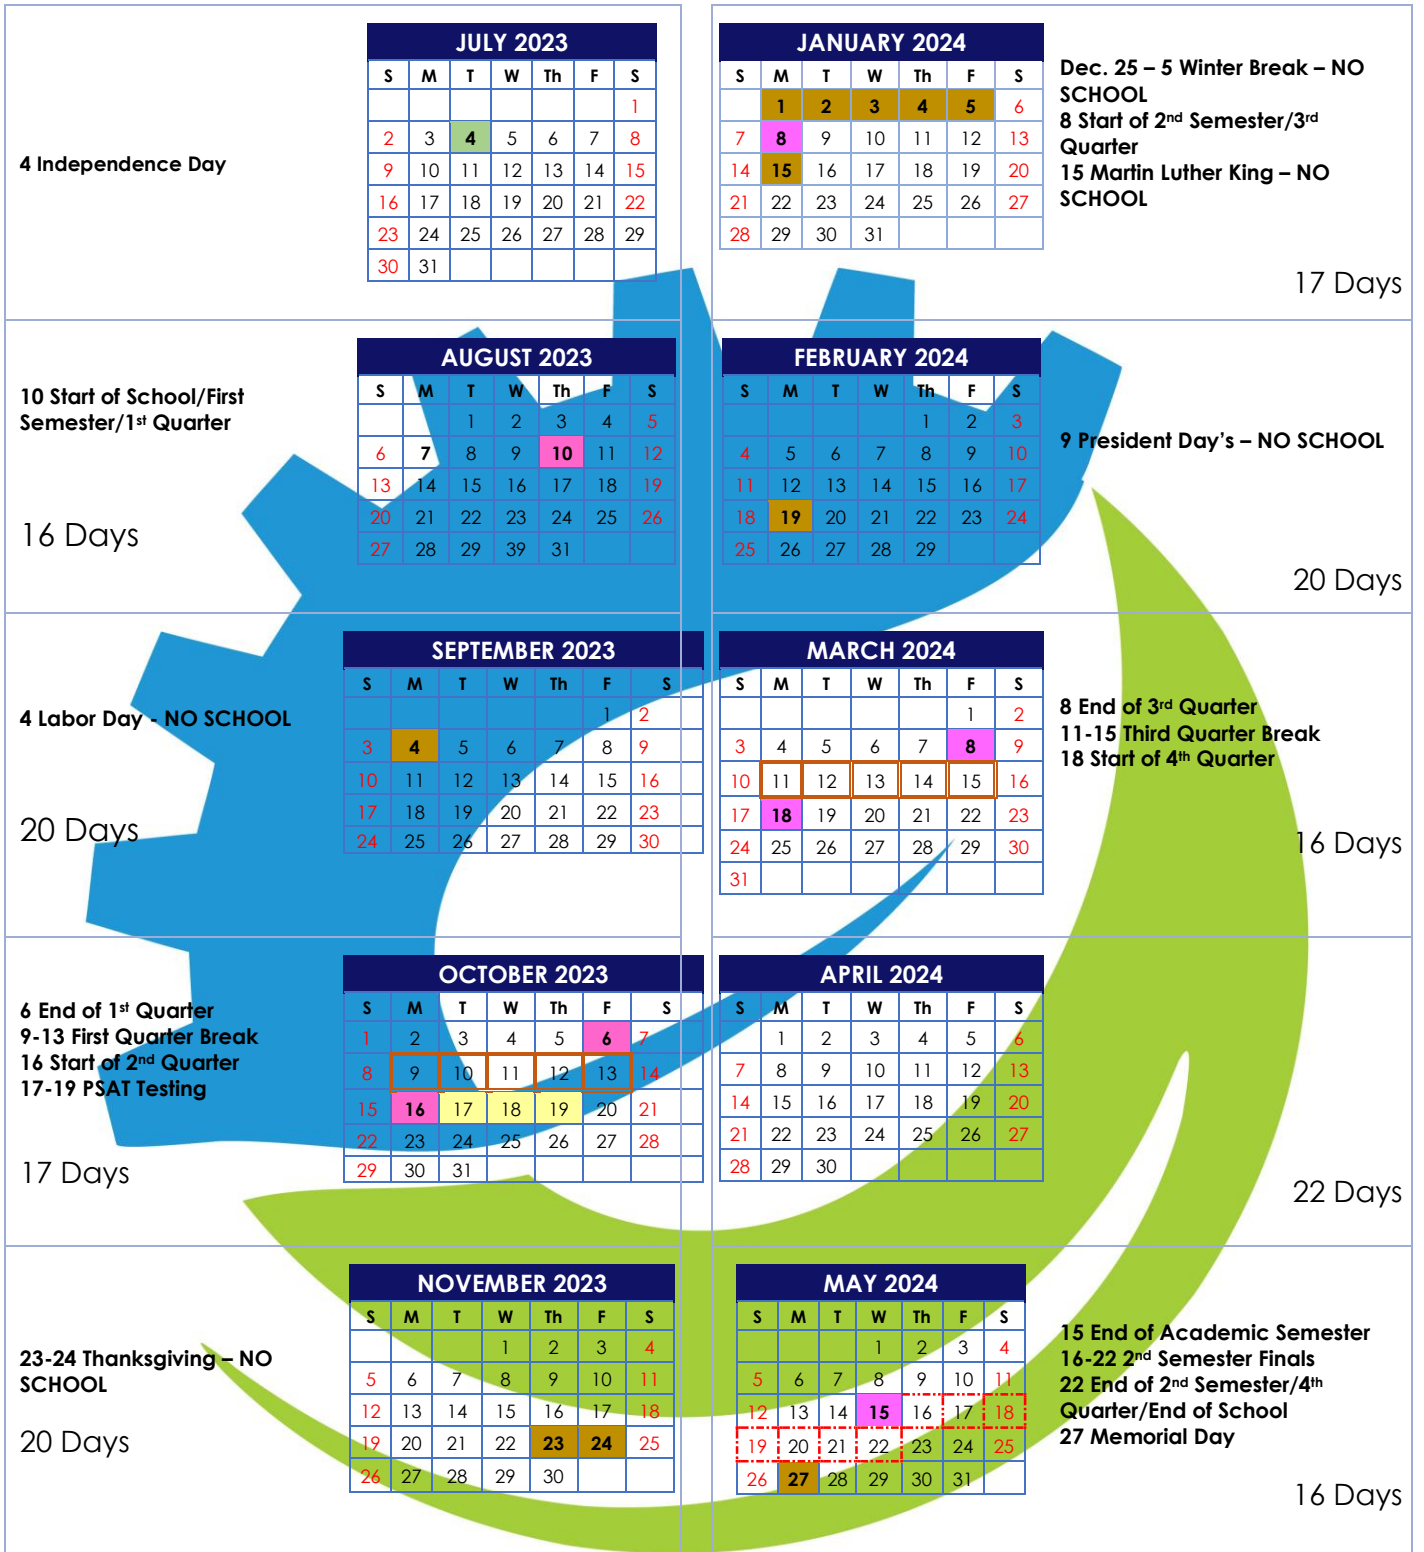 4 Independence Day
JULY 2023
S M T W Th F S
1
2 3 4 5 6 7 8
9 10 11 12 13 14 15
16 17 18 19 20 21 22
23 24 25 26 27 28 29
30 31
JANUARY 2024
S M T W Th F S
1 2 3 4 5 6
7 8 9 10 11 12 13
14 15 16 17 18 19 20
21 22 23 24 25 26 27
28 29 30 31
Dec. 25 – 5 Winter Break – NO
SCHOOL
8 Start of 2nd Semester/3rd
Quarter
15 Martin Luther King – NO
SCHOOL
17 Days
10 Start of School/First
Semester/1st Quarter
16 Days
AUGUST 2023
S M T W Th F S
1 2 3 4 5
6 7 8 9 10 11 12
13 14 15 16 17 18 19
20 21 22 23 24 25 26
27 28 29 39 31
FEBRUARY 2024
S M T W Th F S
1 2 3
4 5 6 7 8 9 10
11 12 13 14 15 16 17
18 19 20 21 22 23 24
25 26 27 28 29
9 President Day's – NO SCHOOL
20 Days
4 Labor Day - NO SCHOOL
20 Days
SEPTEMBER 2023
S M T W Th F S
1 2
3 4 5 6 7 8 9
10 11 12 13 14 15 16
17 18 19 20 21 22 23
24 25 26 27 28 29 30
MARCH 2024
S M T W Th F S
1 2
3 4 5 6 7 8 9
10 11 12 13 14 15 16
17 18 19 20 21 22 23
24 25 26 27 28 29 30
31
8 End of 3rd Quarter
11-15 Third Quarter Break
18 Start of 4th Quarter
16 Days
6 End of 1st Quarter
9-13 First Quarter Break
16 Start of 2nd Quarter
17-19 PSAT Testing
17 Days
OCTOBER 2023
S M T W Th F S
1 2 3 4 5 6 7
8 9 10 11 12 13 14
15 16 17 18 19 20 21
22 23 24 25 26 27 28
29 30 31
APRIL 2024
S M T W Th F S
1 2 3 4 5 6
7 8 9 10 11 12 13
14 15 16 17 18 19 20
21 22 23 24 25 26 27
28 29 30
22 Days
23-24 Thanksgiving – NO
SCHOOL
20 Days
NOVEMBER 2023
S M T W Th F S
1 2 3 4
5 6 7 8 9 10 11
12 13 14 15 16 17 18
19 20 21 22 23 24 25
26 27 28 29 30
MAY 2024
S M T W Th F S
1 2 3 4
5 6 7 8 9 10 11
12 13 14 15 16 17 18
19 20 21 22 23 24 25
26 27 28 29 30 31
15 End of Academic Semester
16-22 2nd Semester Finals
22 End of 2nd Semester/4th
Quarter/End of School
27 Memorial Day
16 Days